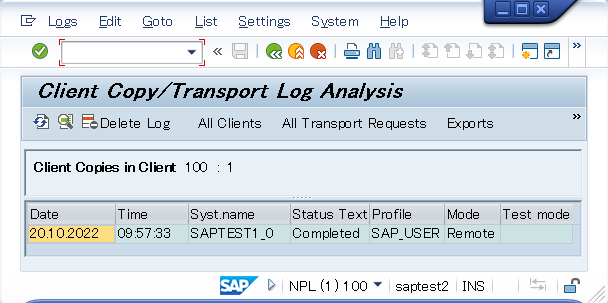 Logs Edit Goto List Settings System Help
Client Copy/Transport Log Analysis
Delete Log All Clients All Transport Requests Exports
Client Copies in Client 100 : 1
Date Time Syst.name Status Text Profile Mode Test mode
20.10.2022 09:57:33 SAPTEST1_0 Completed SAP_USER Remote
SAP NPL (1) 100 saptest2 INS